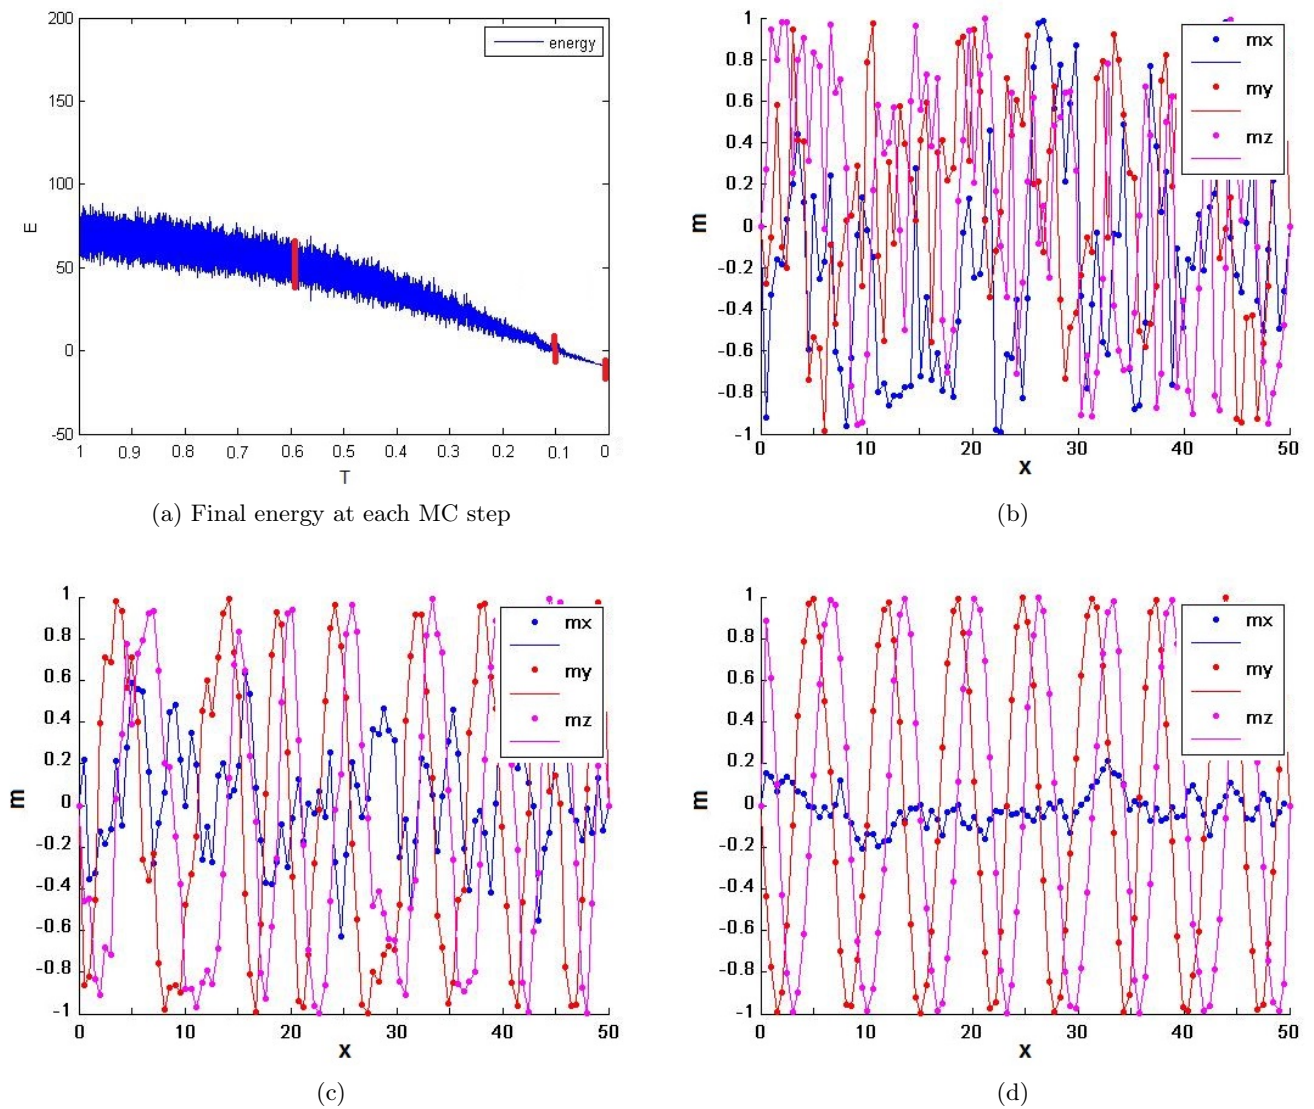 200
150
100
50
0
-50
E
energy
1 0.9 0.8 0.7 0.6 0.5 0.4 0.3 0.2 0.1 0
T
(a) Final energy at each MC step
1
0.8
0.6
0.4
0.2
0
-0.2
-0.4
-0.6
-0.8
-1
m
mx
my
mz
0 10 20 30 40 50
x
(b)
1
0.8
0.6
0.4
0.2
0
-0.2
-0.4
-0.6
-0.8
-1
m
mx
my
mz
0 10 20 30 40 50
x
(c)
1
0.8
0.6
0.4
0.2
0
-0.2
-0.4
-0.6
-0.8
-1
m
mx
my
mz
0 10 20 30 40 50
x
(d)